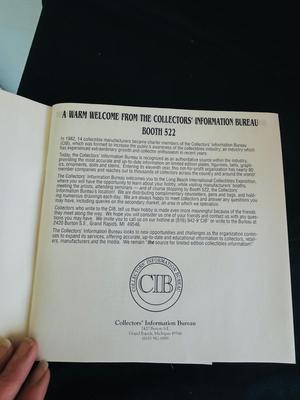 A WARM WELCOME FROM THE COLLECTORS' INFORMATION BUREAU
BOOTH 522
In 1982, 14 collectible manufacturers became charter members of the Collectors' Information Bureau
(CIB), which was formed to increase the public's awareness of the collectibles industry, an industry which
has experienced extraordinary growth and collector enthusiasm in recent years.
Today, the Collectors' Information Bureau is recognized as an authoritative source within the industry,
providing the most accurate and up-to-date information on limited edition plates, figurines, bells, graph-
ics, ornaments, dolls and steins. Entering its eleventh year, this not-for-profit organization has nearly 80
member companies and reaches out to thousands of collectors across the country and around the world!
The Collectors' Information Bureau welcomes you to the Long Beach International Collectibles Exposition,
where you will have the opportunity to learn about your hobby, while visiting manufacturers' booths,
meeting the artists, attending seminars — and of course stopping by Booth 522, the Collectors'
Information Bureau's location! We are distributing complimentary newsletters, pens and bags, and hold-
ing numerous drawings each day. We are always happy to meet collectors and answer any questions you
may have, including queries on the secondary market, an area in which we specialize.
Collectors who write to the CIB, tell us their hobby is made even more meaningful because of the friends
they meet along the way. We hope you will consider us one of your friends and contact us with any ques-
tions you may have. We invite you to call us on our hotline at (616) 942-9"CIB" or write to the Bureau at
2420 Burton S.E., Grand Rapids, MI 49546.
The Collectors' Information Bureau looks to new opportunities and challenges as the organization contin-
ues to expand its services, offering accurate, up-to-date and educational information to collectors, retail-
ers, manufacturers and the media. We remain "the source for limited edition collectibles information!"
COLLECTORS' INFORMATION BUREAU
CIB
Collectors' Information Bureau
2420 Burton S.E.
Grand Rapids, Michigan 49546
(616) 942-